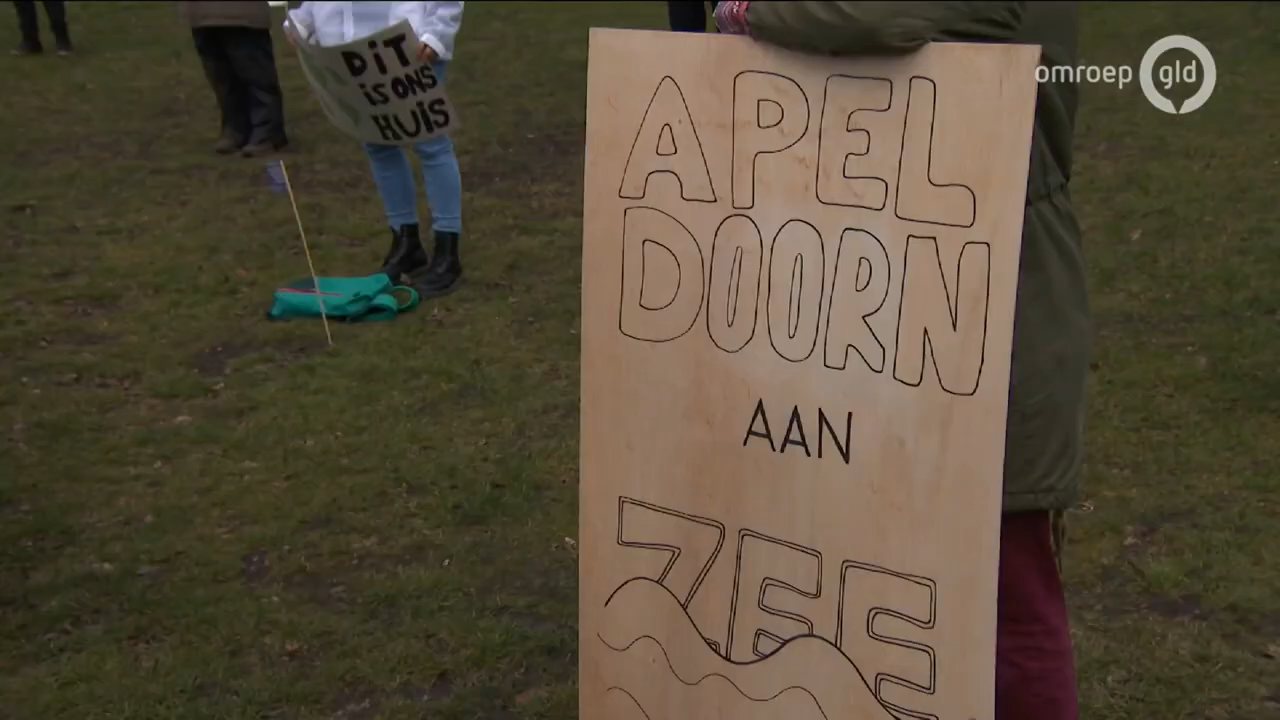 DiT
iS ONS
HUiS
omroep gld
APEL
DOORN
AAN
ZEE